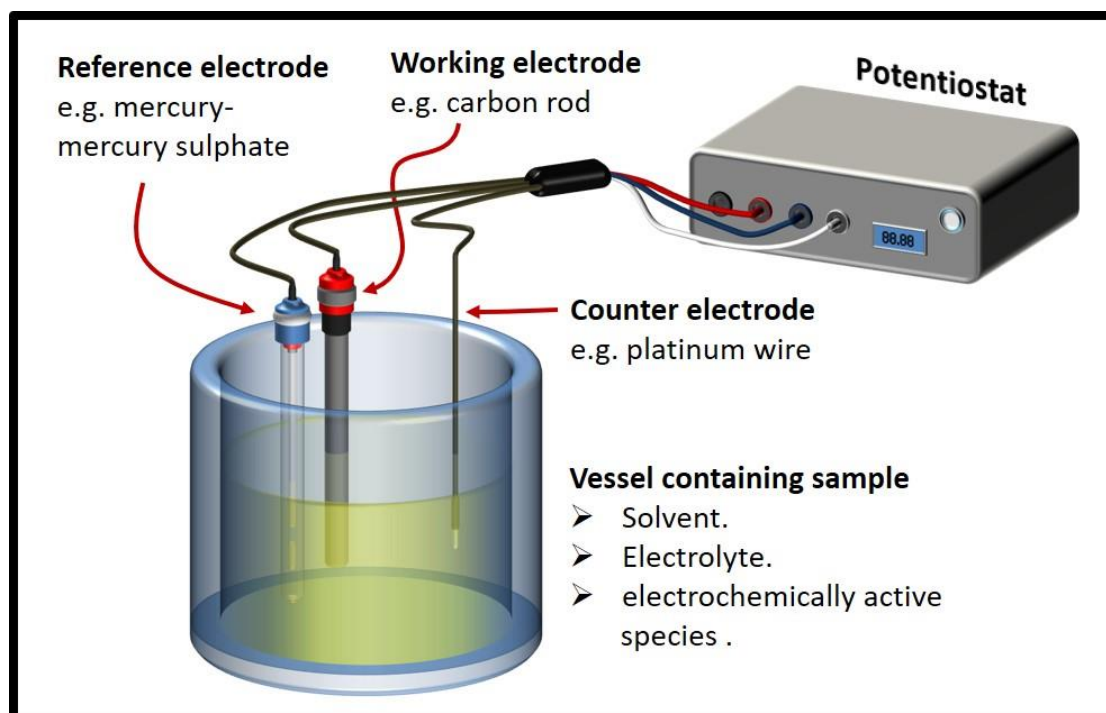 Reference electrode
e.g. mercury-
mercury sulphate
Working electrode
e.g. carbon rod
Potentiostat
88.88
Counter electrode
e.g. platinum wire
Vessel containing sample
➢ Solvent.
➢ Electrolyte.
➢ electrochemically active
species .